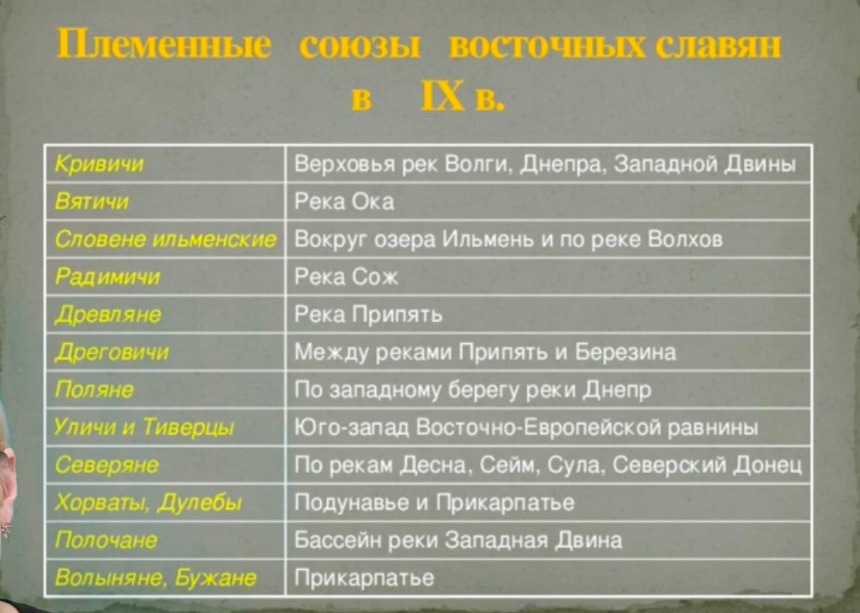 Племенные союзы восточных славян
в IX в.
Кривичи Верховья рек Волги, Днепра, Западной Двины
Вятичи Река Ока
Словене ильменские Вокруг озера Ильмень и по реке Волхов
Радимичи Река Сож
Древляне Река Припять
Дреговичи Между реками Припять и Березина
Поляне По западному берегу реки Днепр
Уличи и Тиверцы Юго-запад Восточно-Европейской равнины
Северяне По рекам Десна, Сейм, Сула, Северский Донец
Хорваты, Дулебы Подунавье и Прикарпатье
Полочане Бассейн реки Западная Двина
Волыняне, Бужане Прикарпатье